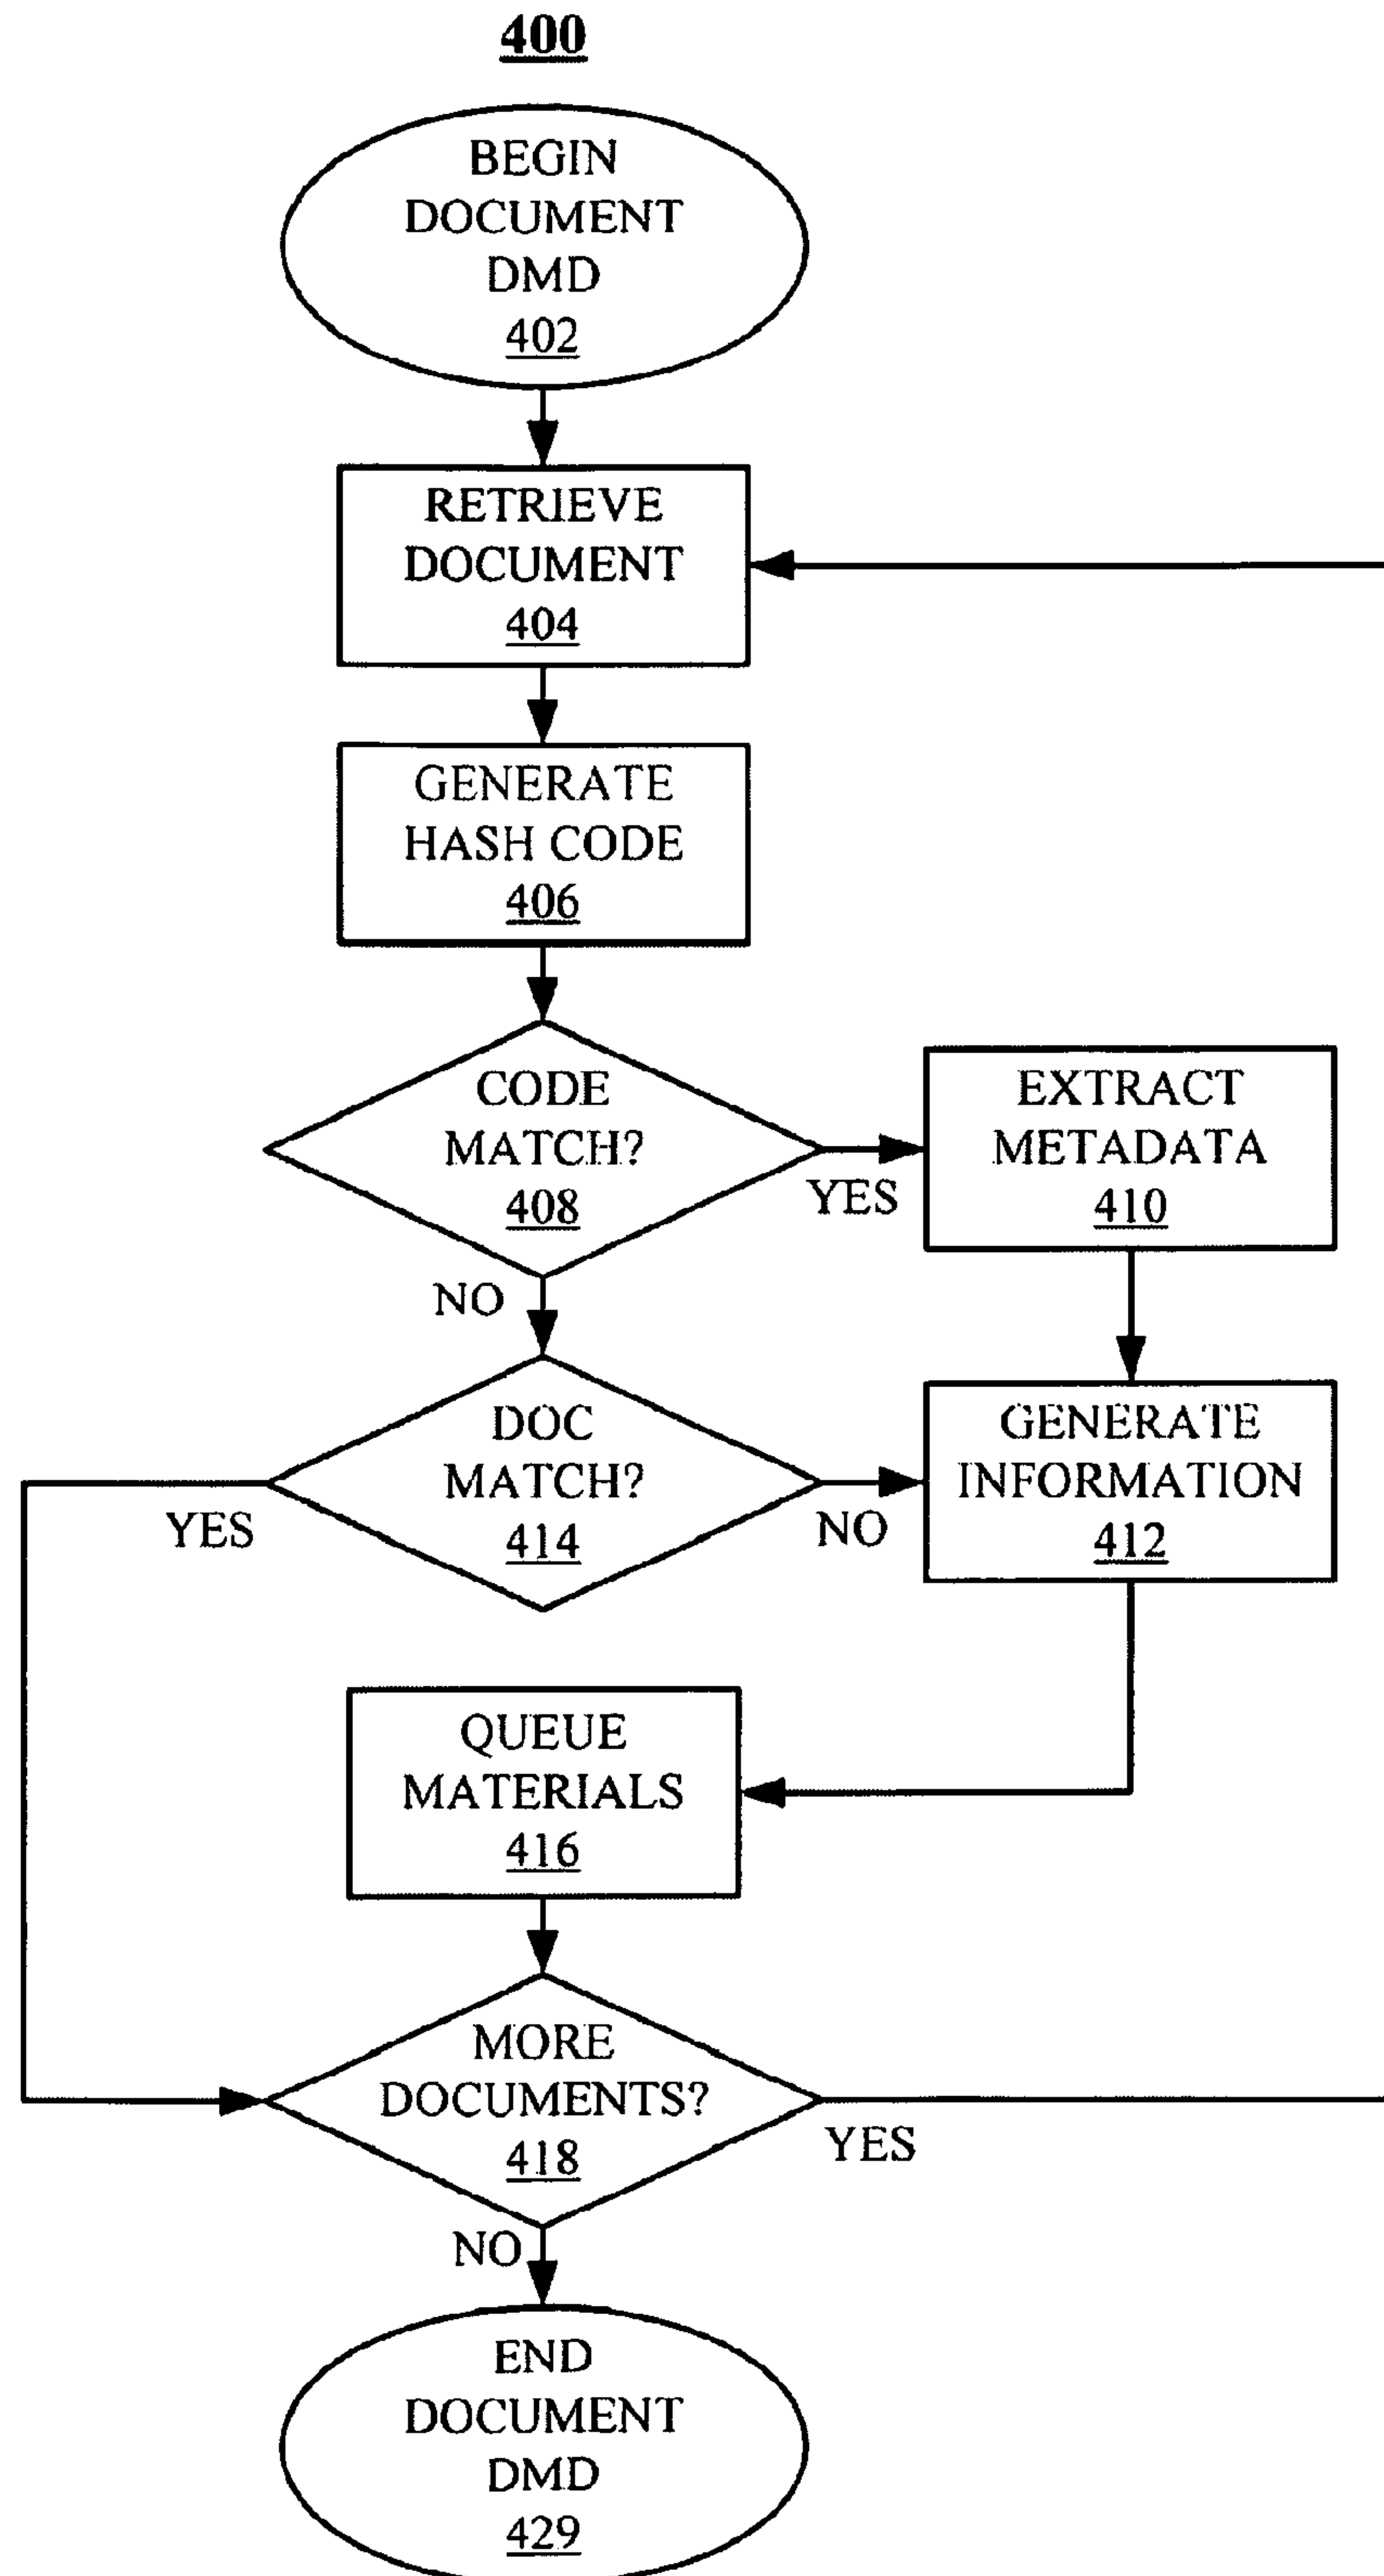 400
BEGIN
DOCUMENT
DMD
402
RETRIEVE
DOCUMENT
404
GENERATE
HASH CODE
406
CODE
MATCH?
408
YES
EXTRACT
METADATA
410
NO
DOC
MATCH?
414
YES
NO
GENERATE
INFORMATION
412
QUEUE
MATERIALS
416
MORE
DOCUMENTS?
418
YES
NO
END
DOCUMENT
DMD
429